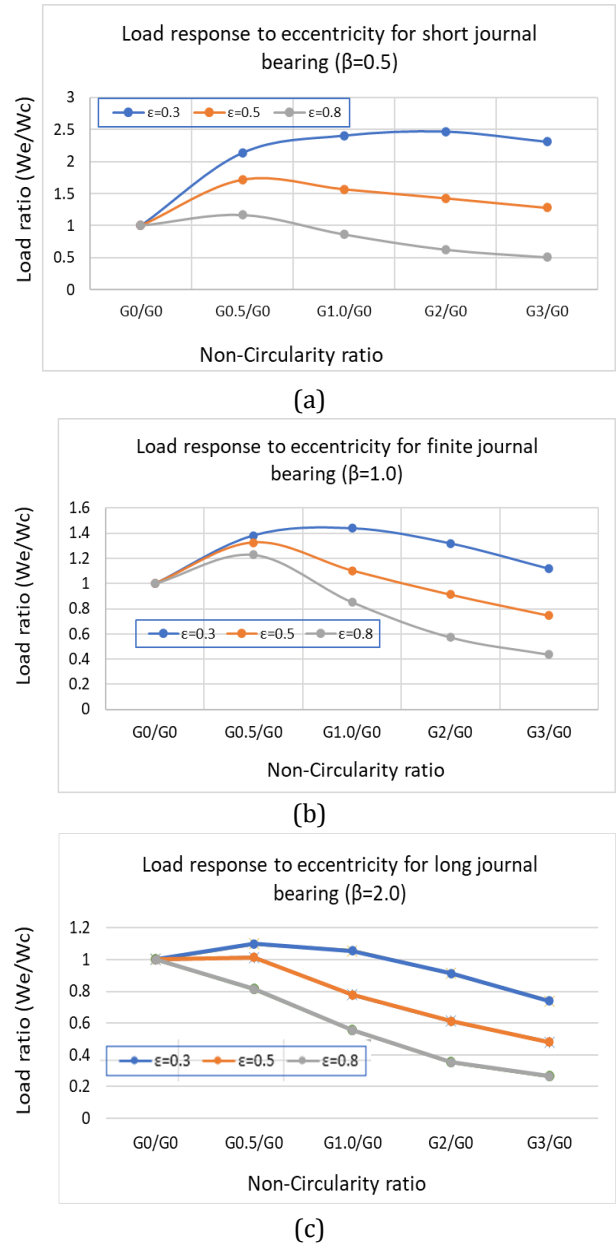 Load response to eccentricity for short journal
bearing (β=0.5)
Load ratio (We/Wc)
3
2.5
2
1.5
1
0.5
0
ε=0.3 ε=0.5 ε=0.8
G0/G0 G0.5/G0 G1.0/G0 G2/G0 G3/G0
Non-Circularity ratio
(a)
Load response to eccentricity for finite journal
bearing (β=1.0)
Load ratio (We/Wc)
1.6
1.4
1.2
1
0.8
0.6
0.4
0.2
0
ε=0.3 ε=0.5 ε=0.8
G0/G0 G0.5/G0 G1.0/G0 G2/G0 G3/G0
Non-Circularity ratio
(b)
Load response to eccentricity for long journal
bearing (β=2.0)
Load ratio (We/Wc)
1.2
1
0.8
0.6
0.4
0.2
0
ε=0.3 ε=0.5 ε=0.8
G0/G0 G0.5/G0 G1.0/G0 G2/G0 G3/G0
Non-Circularity ratio
(c)